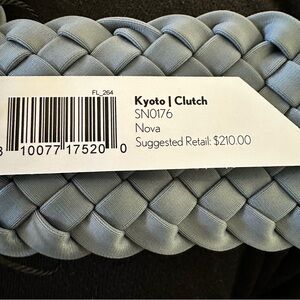 FL_264
Kyoto | Clutch
SN0176
Nova
Suggested Retail: $210.00
10077 17520 0